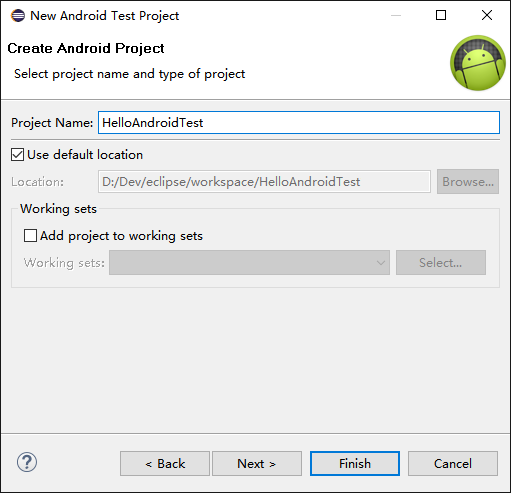 New Android Test Project
Create Android Project
Select project name and type of project
Project Name: HelloAndroidTest
Use default location
Location: D:/Dev/eclipse/workspace/HelloAndroidTest Browse...
Working sets
Add project to working sets
Working sets: Select...
? < Back Next > Finish Cancel